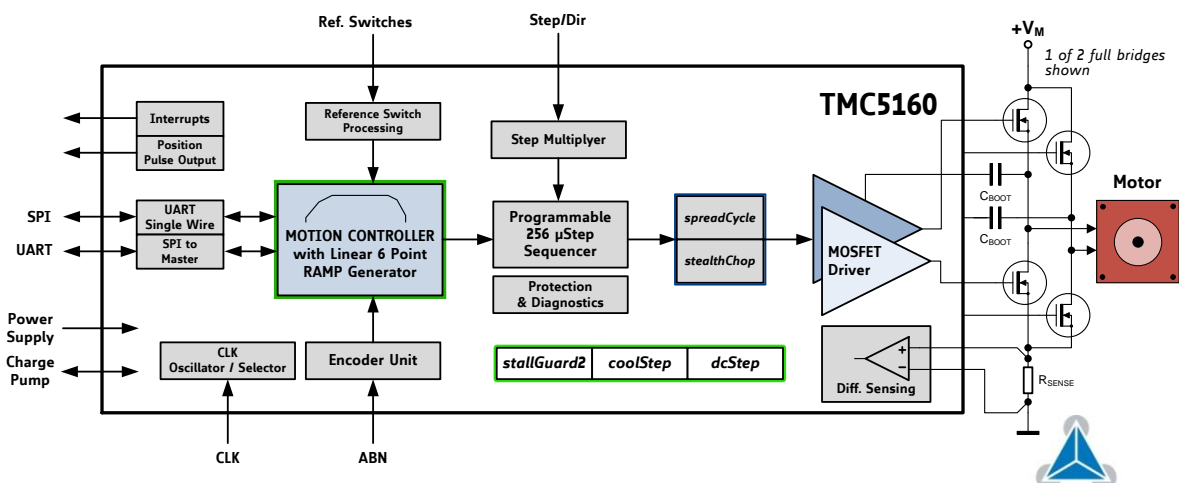 Ref. Switches
Step/Dir
+VM
1 of 2 full bridges
shown
TMC5160
Interrupts
Position
Pulse Output
Reference Switch
Processing
Step Multiplyer
SPI
UART
UART
Single Wire
SPI to
Master
MOTION CONTROLLER
with Linear 6 Point
RAMP Generator
Programmable
256 µStep
Sequencer
spreadCycle
stealthChop
MOSFET
Driver
CBOOT
CBOOT
Motor
Protection
& Diagnostics
Power
Supply
Charge
Pump
CLK
Oscillator / Selector
Encoder Unit
stallGuard2
coolStep
dcStep
+
−
Diff. Sensing
RSENSE
CLK
ABN